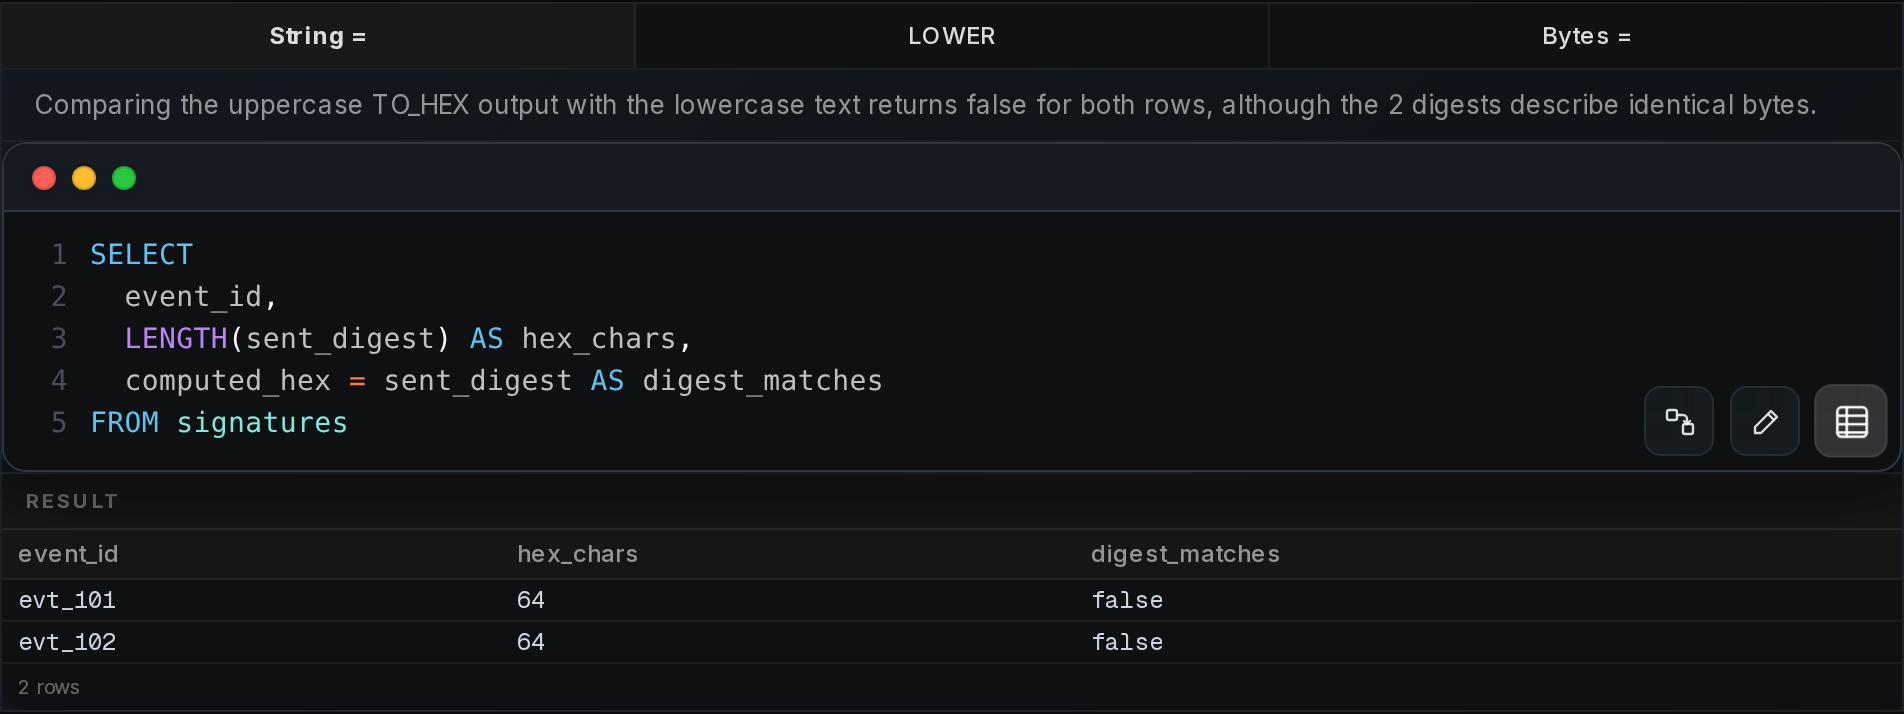 String =
LOWER
Bytes =
Comparing the uppercase TO_HEX output with the lowercase text returns false for both rows, although the 2 digests describe identical bytes.
1 SELECT
2   event_id,
3   LENGTH(sent_digest) AS hex_chars,
4   computed_hex = sent_digest AS digest_matches
5 FROM signatures
RESULT
event_id hex_chars digest_matches
evt_101 64 false
evt_102 64 false
2 rows